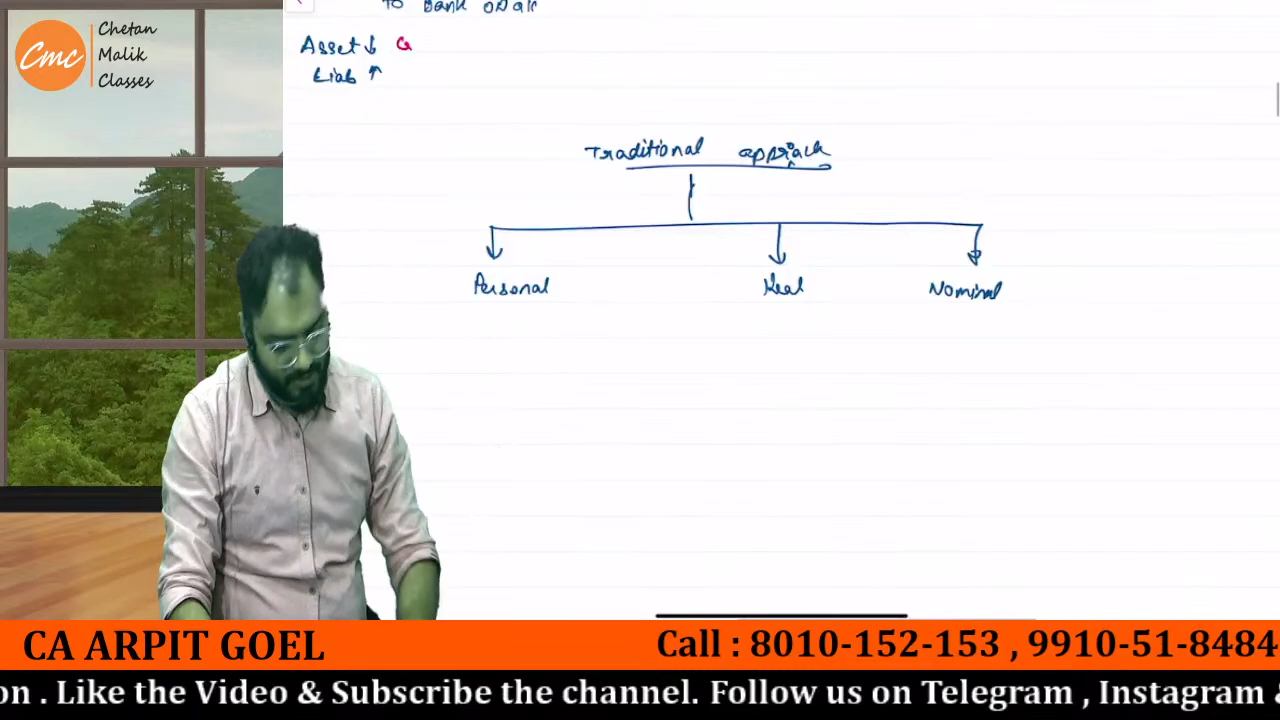 To Bank OD a/c
Chetan
Malik
Classes
cmc
Asset ↓ C
Liab ↑
Traditional approach
Personal Real Nominal
CA ARPIT GOEL
Call : 8010-152-153 , 9910-51-8484
on . Like the Video & Subscribe the channel. Follow us on Telegram , Instagram &